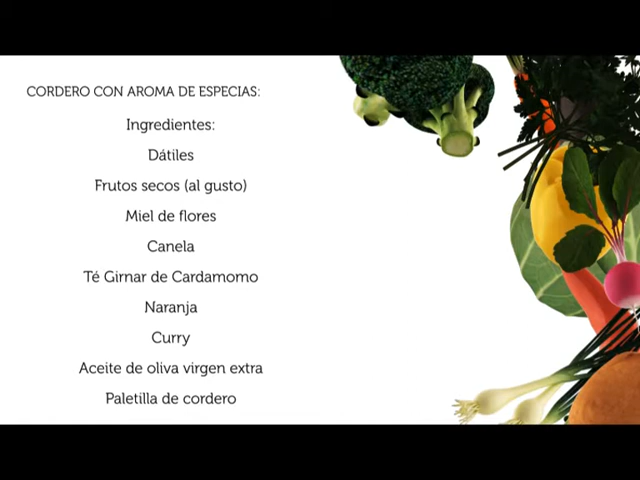 CORDERO CON AROMA DE ESPECIAS:
Ingredientes:
Dátiles
Frutos secos (al gusto)
Miel de flores
Canela
Té Girnar de Cardamomo
Naranja
Curry
Aceite de oliva virgen extra
Paletilla de cordero